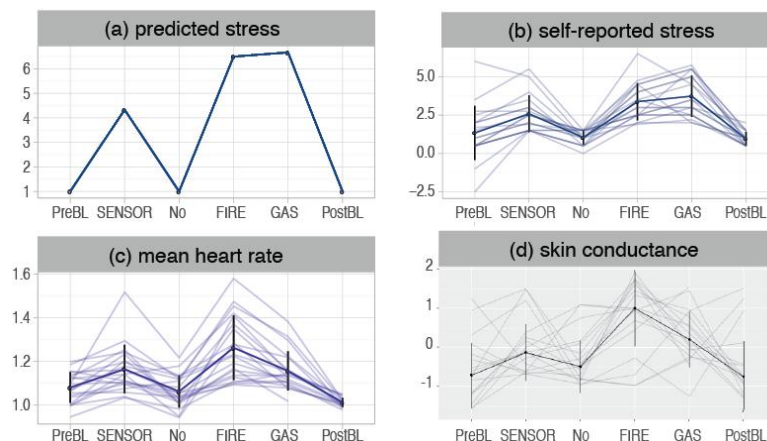 (a) predicted stress
6
5
4
3
2
1
PreBL SENSOR No FIRE GAS PostBL
(b) self-reported stress
5.0
2.5
0.0
−2.5
PreBL SENSOR No FIRE GAS PostBL
(c) mean heart rate
1.6
1.4
1.2
1.0
PreBL SENSOR No FIRE GAS PostBL
(d) skin conductance
2
1
0
-1
PreBL SENSOR No FIRE GAS PostBL